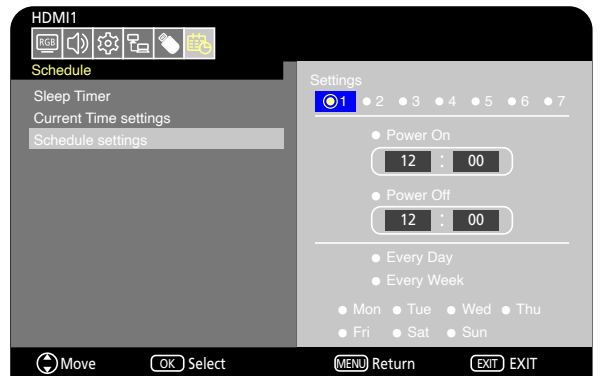 HDMI1
RGB
Schedule
Sleep Timer
Current Time settings
Schedule settings
Settings
1 2 3 4 5 6 7
Power On
12 : 00
Power Off
12 : 00
Every Day
Every Week
Mon Tue Wed Thu
Fri Sat Sun
Move OK Select MENU Return EXIT EXIT